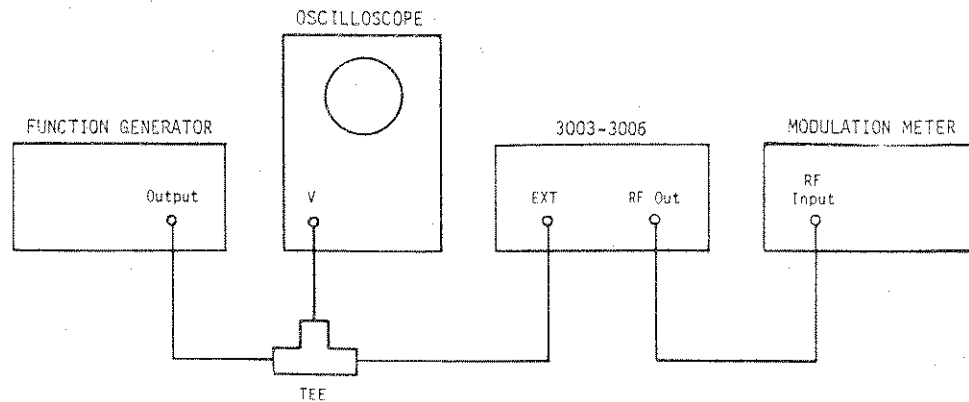 OSCILLOSCOPE
FUNCTION GENERATOR
3003-3006
MODULATION METER
Output
V
EXT
RF Out
RF
Input
TEE